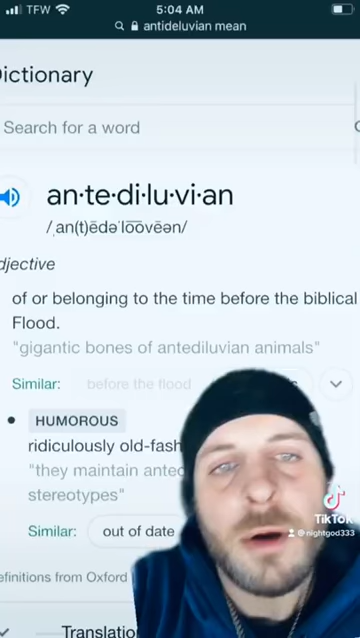 TFW 5:04 AM
antideluvian mean
Dictionary
Search for a word
an·te·di·lu·vi·an
/ˌan(t)ēdəˈlo͞ovēən/
djective
of or belonging to the time before the biblical
Flood.
"gigantic bones of antediluvian animals"
Similar: before the flood
HUMOROUS
ridiculously old-fash
"they maintain anted
stereotypes"
Similar: out of date
efinitions from Oxford
Translatio
TikTok
@nightgod333